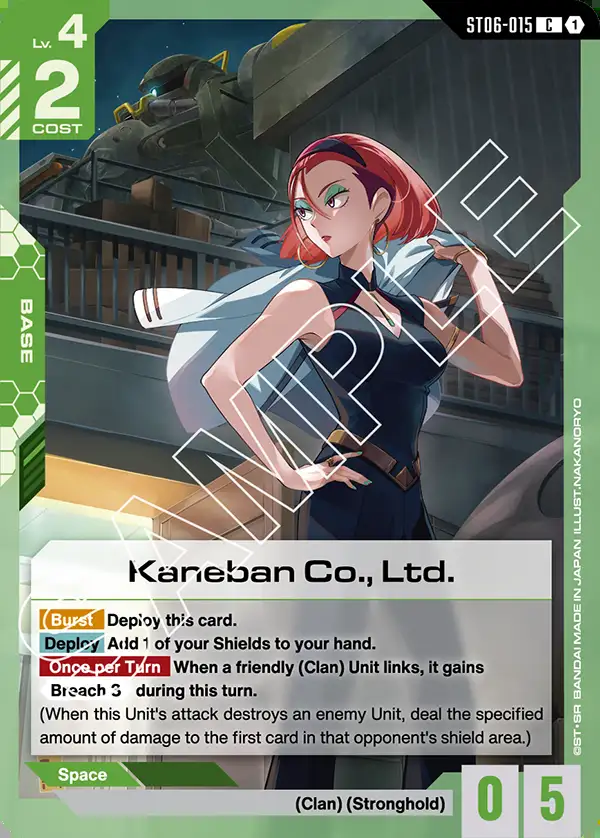 ST06-015 C 1
Lv. 4
2
COST
BASE
SAMPLE
Kaneban Co., Ltd.
Burst Deploy this card.
Deploy Add 1 of your Shields to your hand.
Once per Turn When a friendly (Clan) Unit links, it gains
Breach 3 during this turn.
(When this Unit's attack destroys an enemy Unit, deal the specified
amount of damage to the first card in that opponent's shield area.)
Space
(Clan) (Stronghold)
0 5
©ST•SR BANDAI MADE IN JAPAN ILLUST.NAKANORYO